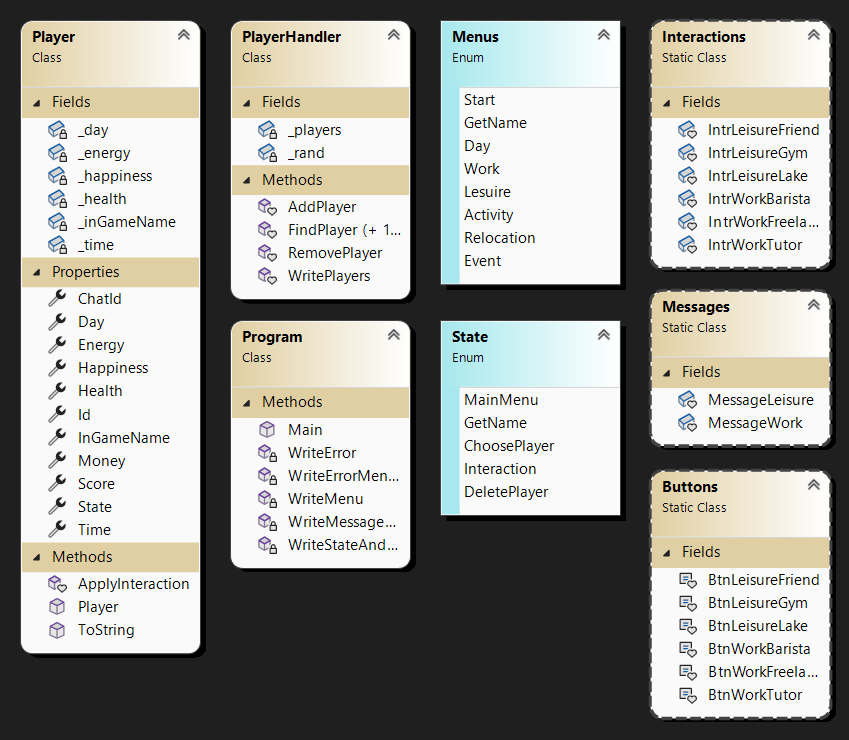 Player
Class
Fields
_day
_energy
_happiness
_health
_inGameName
_time
Properties
ChatId
Day
Energy
Happiness
Health
Id
InGameName
Money
Score
State
Time
Methods
ApplyInteraction
Player
ToString
PlayerHandler
Class
Fields
_players
_rand
Methods
AddPlayer
FindPlayer (+ 1...
RemovePlayer
WritePlayers
Program
Class
Methods
Main
WriteError
WriteErrorMen...
WriteMenu
WriteMessage...
WriteStateAnd...
Menus
Enum
Start
GetName
Day
Work
Lesuire
Activity
Relocation
Event
State
Enum
MainMenu
GetName
ChoosePlayer
Interaction
DeletePlayer
Interactions
Static Class
Fields
IntrLeisureFriend
IntrLeisureGym
IntrLeisureLake
IntrWorkBarista
IntrWorkFreela...
IntrWorkTutor
Messages
Static Class
Fields
MessageLeisure
MessageWork
Buttons
Static Class
Fields
BtnLeisureFriend
BtnLeisureGym
BtnLeisureLake
BtnWorkBarista
BtnWorkFreela...
BtnWorkTutor